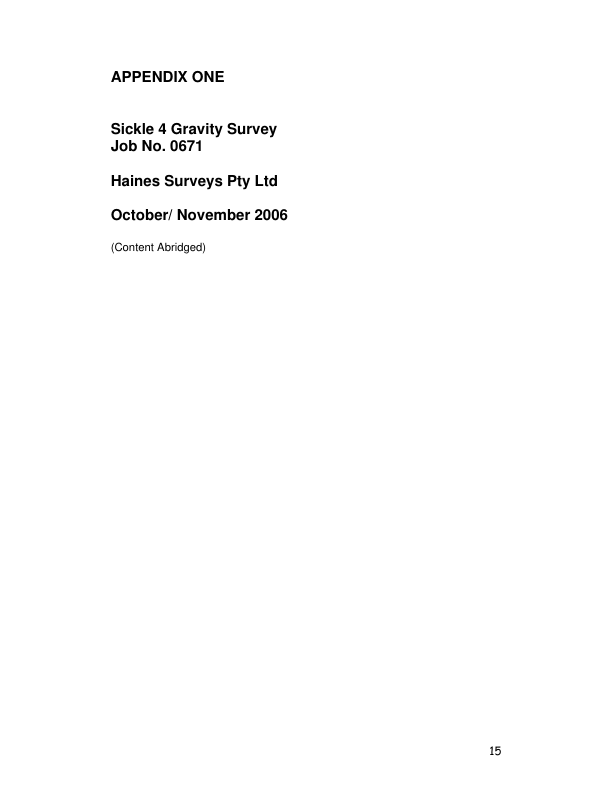 APPENDIX ONE
Sickle 4 Gravity Survey
Job No. 0671
Haines Surveys Pty Ltd
October/ November 2006
(Content Abridged)
15